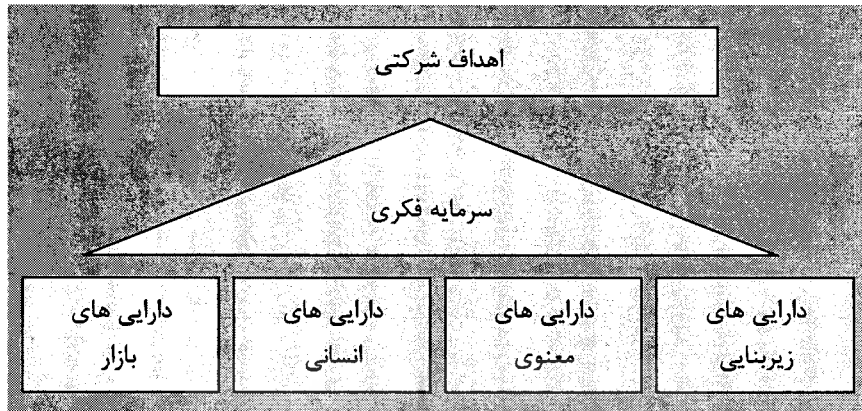 اهداف شرکتی
سرمایه فکری
دارایی های
زیربنایی
دارایی های
معنوی
دارایی های
انسانی
دارایی های
بازار